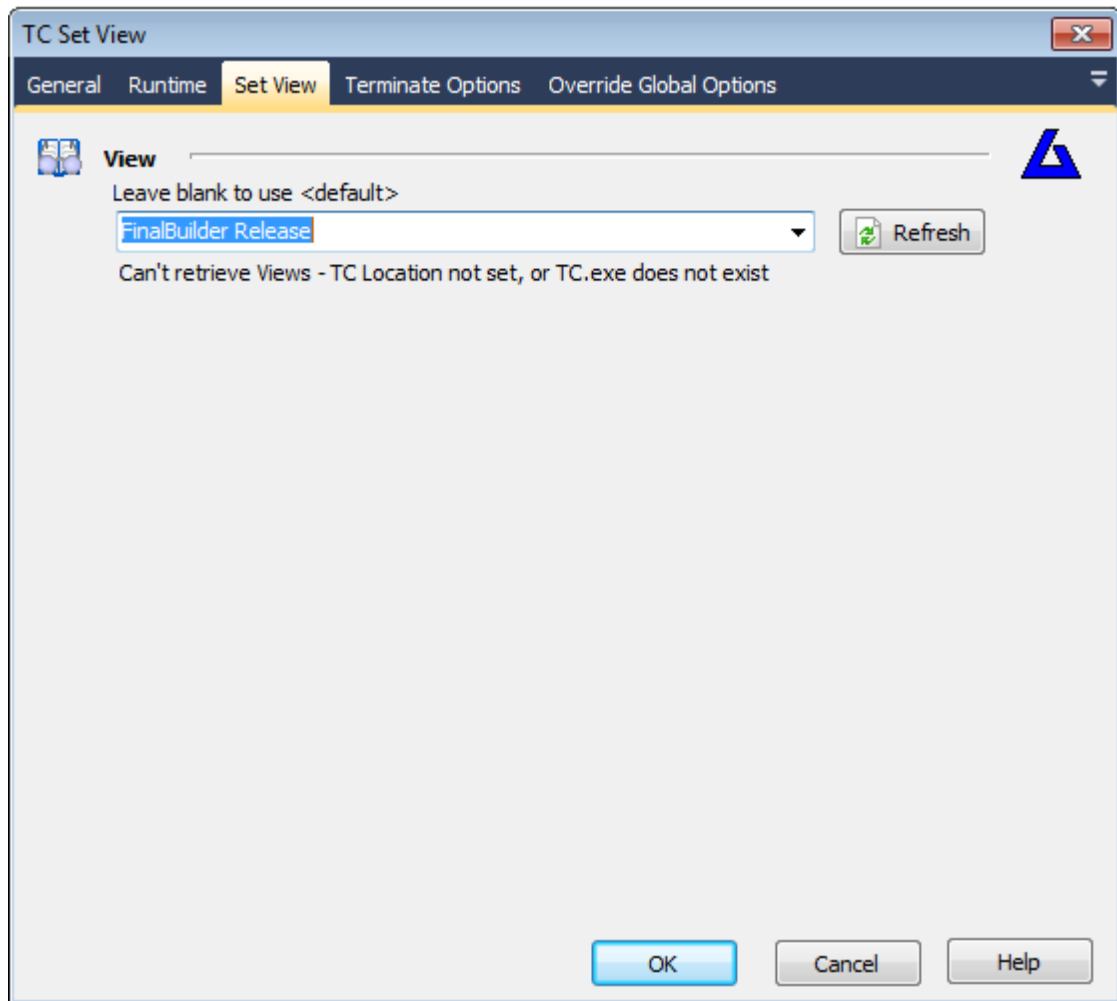 TC Set View
General Runtime Set View Terminate Options Override Global Options
View
Leave blank to use <default>
FinalBuilder Release
Refresh
Can't retrieve Views - TC Location not set, or TC.exe does not exist
OK Cancel Help